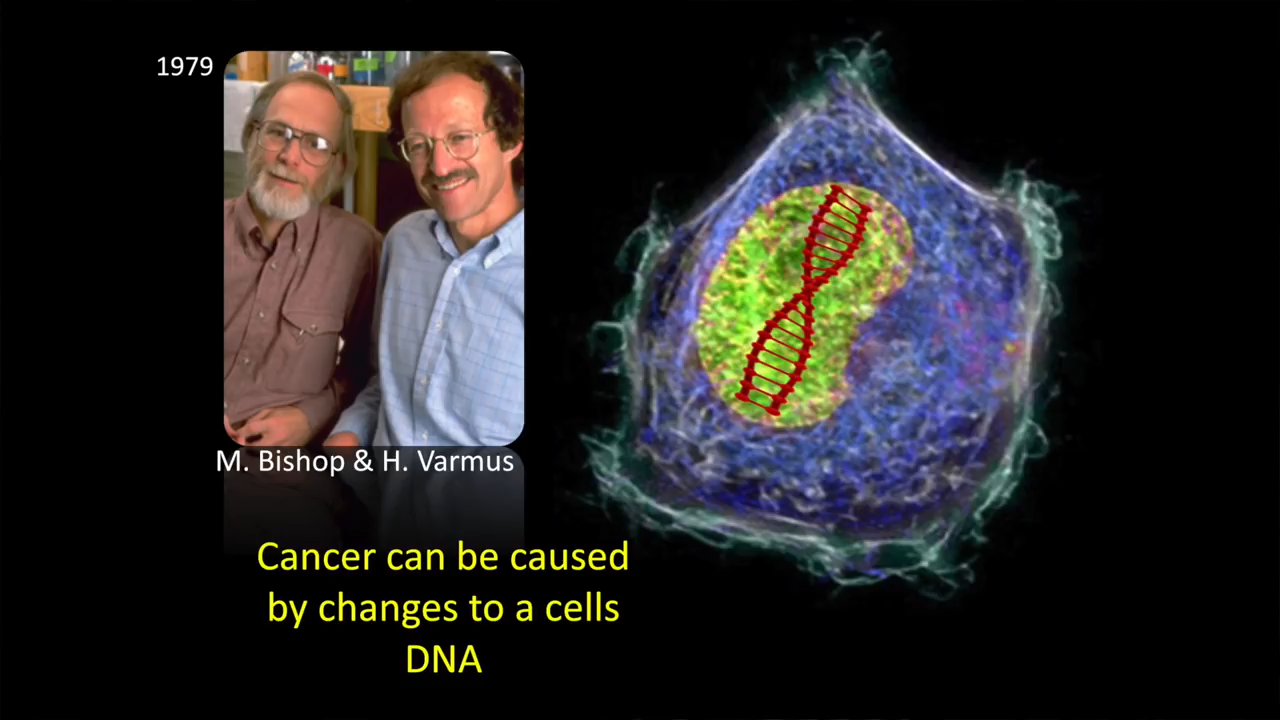 1979
M. Bishop & H. Varmus
Cancer can be caused
by changes to a cells
DNA